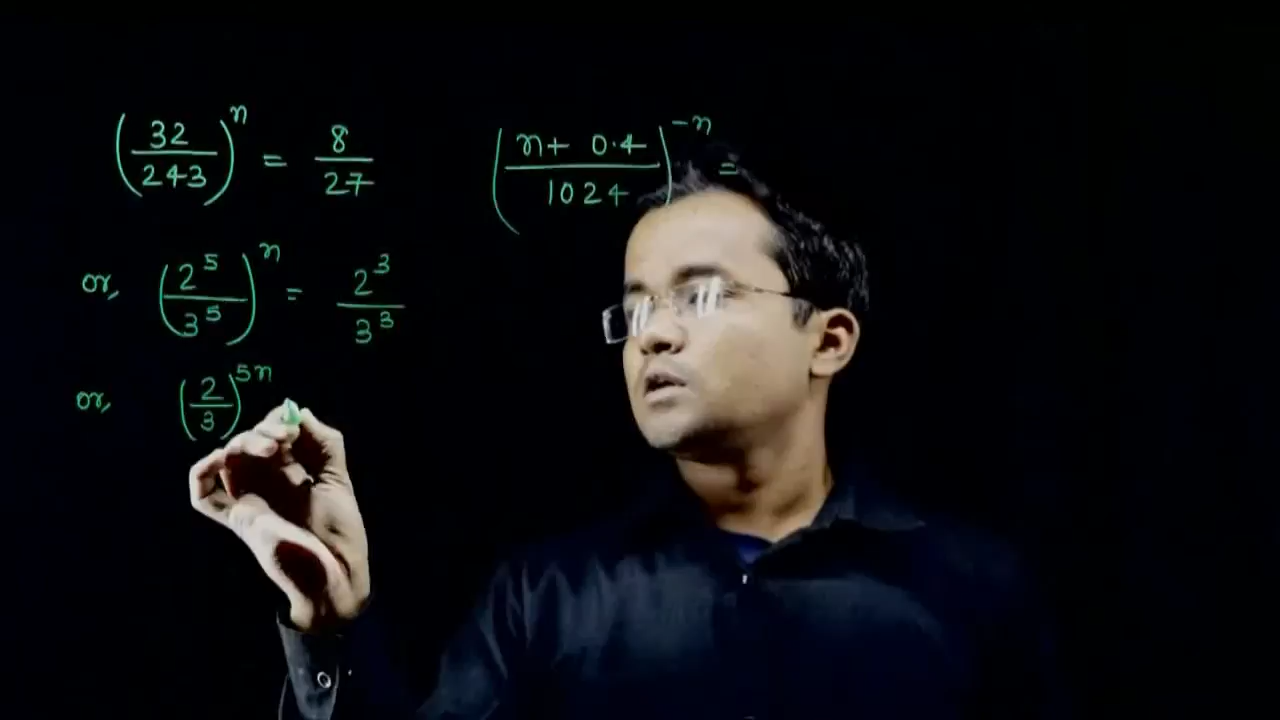 (32/243)^n = 8/27
((n + 0.4)/1024)^-n =
or, (2^5/3^5)^n = 2^3/3^3
or, (2/3)^5n